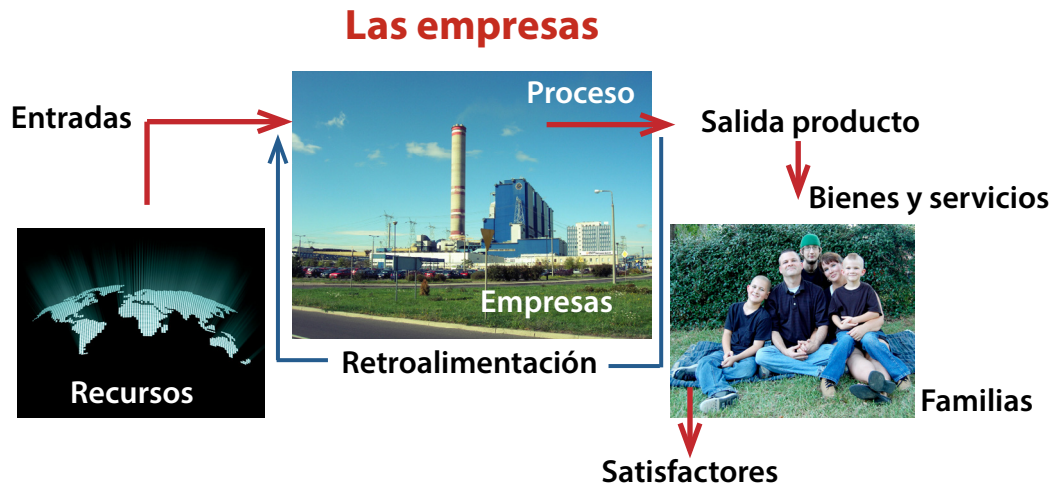 Las empresas
Entradas
Proceso
Salida producto
Bienes y servicios
Empresas
Retroalimentación
Recursos
Familias
Satisfactores